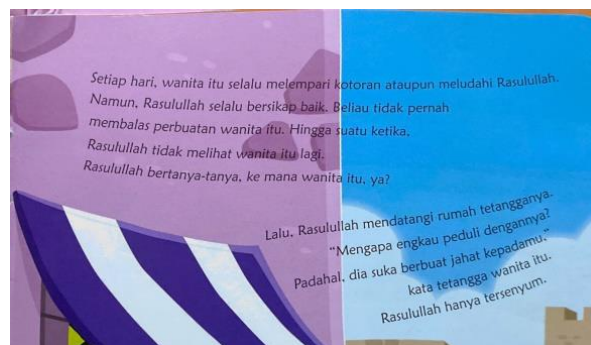 Setiap hari, wanita itu selalu melempari kotoran ataupun meludahi Rasulullah.
Namun, Rasulullah selalu bersikap baik. Beliau tidak pernah
membalas perbuatan wanita itu. Hingga suatu ketika,
Rasulullah tidak melihat wanita itu lagi.
Rasulullah bertanya-tanya, ke mana wanita itu, ya?
Lalu, Rasulullah mendatangi rumah tetangganya.
"Mengapa engkau peduli dengannya?
Padahal, dia suka berbuat jahat kepadamu,"
kata tetangga wanita itu.
Rasulullah hanya tersenyum.